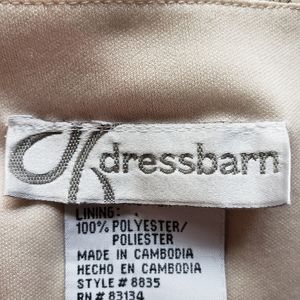 dressbarn
LINING:
100% POLYESTER/
POLIESTER
MADE IN CAMBODIA
HECHO EN CAMBODIA
STYLE # 8835
RN # 83134